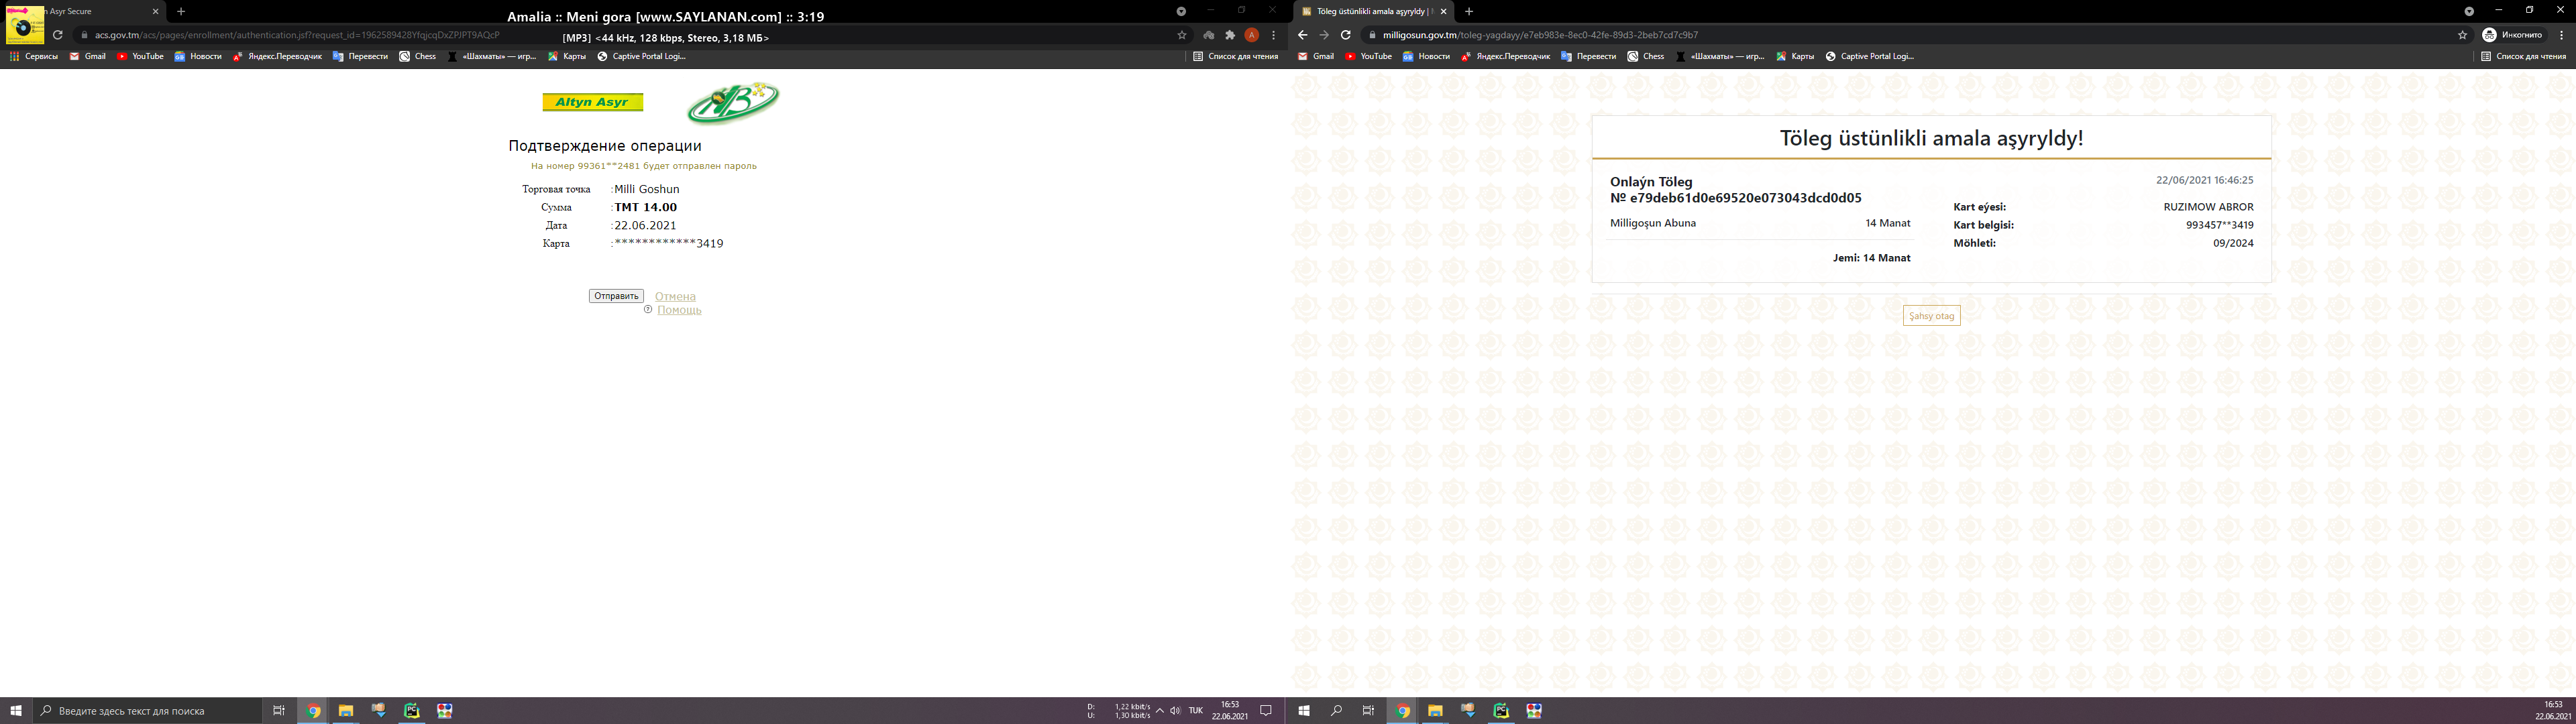 n Asyr Secure
Amalia :: Meni gora [www.SAYLANAN.com] :: 3:19
[MP3] <44 kHz, 128 kbps, Stereo, 3,18 МБ>
acs.gov.tm/acs/pages/enrollment/authentication.jsf?request_id=1962589428YfqjcqDxZPJPT9AQcP
A
Сервисы Gmail YouTube Новости Яндекс.Переводчик Перевести Chess «Шахматы» — игр... Карты Captive Portal Logi... Список для чтения
Altyn Asyr
Подтверждение операции
На номер 99361**2481 будет отправлен пароль
Торговая точка :Milli Goshun
Сумма :TMT 14.00
Дата :22.06.2021
Карта :************3419
Отправить Отмена
Помощь
Введите здесь текст для поиска
D: 1,22 kbit/s
U: 1,30 kbit/s
TUK
16:53
22.06.2021
Töleg üstünlikli amala aşyryldy |
milligosun.gov.tm/toleg-yagdayy/e7eb983e-8ec0-42fe-89d3-2beb7cd7c9b7
Инкогнито
Gmail YouTube Новости Яндекс.Переводчик Перевести Chess «Шахматы» — игр... Карты Captive Portal Logi... Список для чтения
Töleg üstünlikli amala aşyryldy!
Onlaýn Töleg
№ e79deb61d0e69520e073043dcd0d05
Milligoşun Abuna 14 Manat
Jemi: 14 Manat
22/06/2021 16:46:25
Kart eýesi: RUZIMOW ABROR
Kart belgisi: 993457**3419
Möhleti: 09/2024
Şahsy otag
16:53
22.06.2021